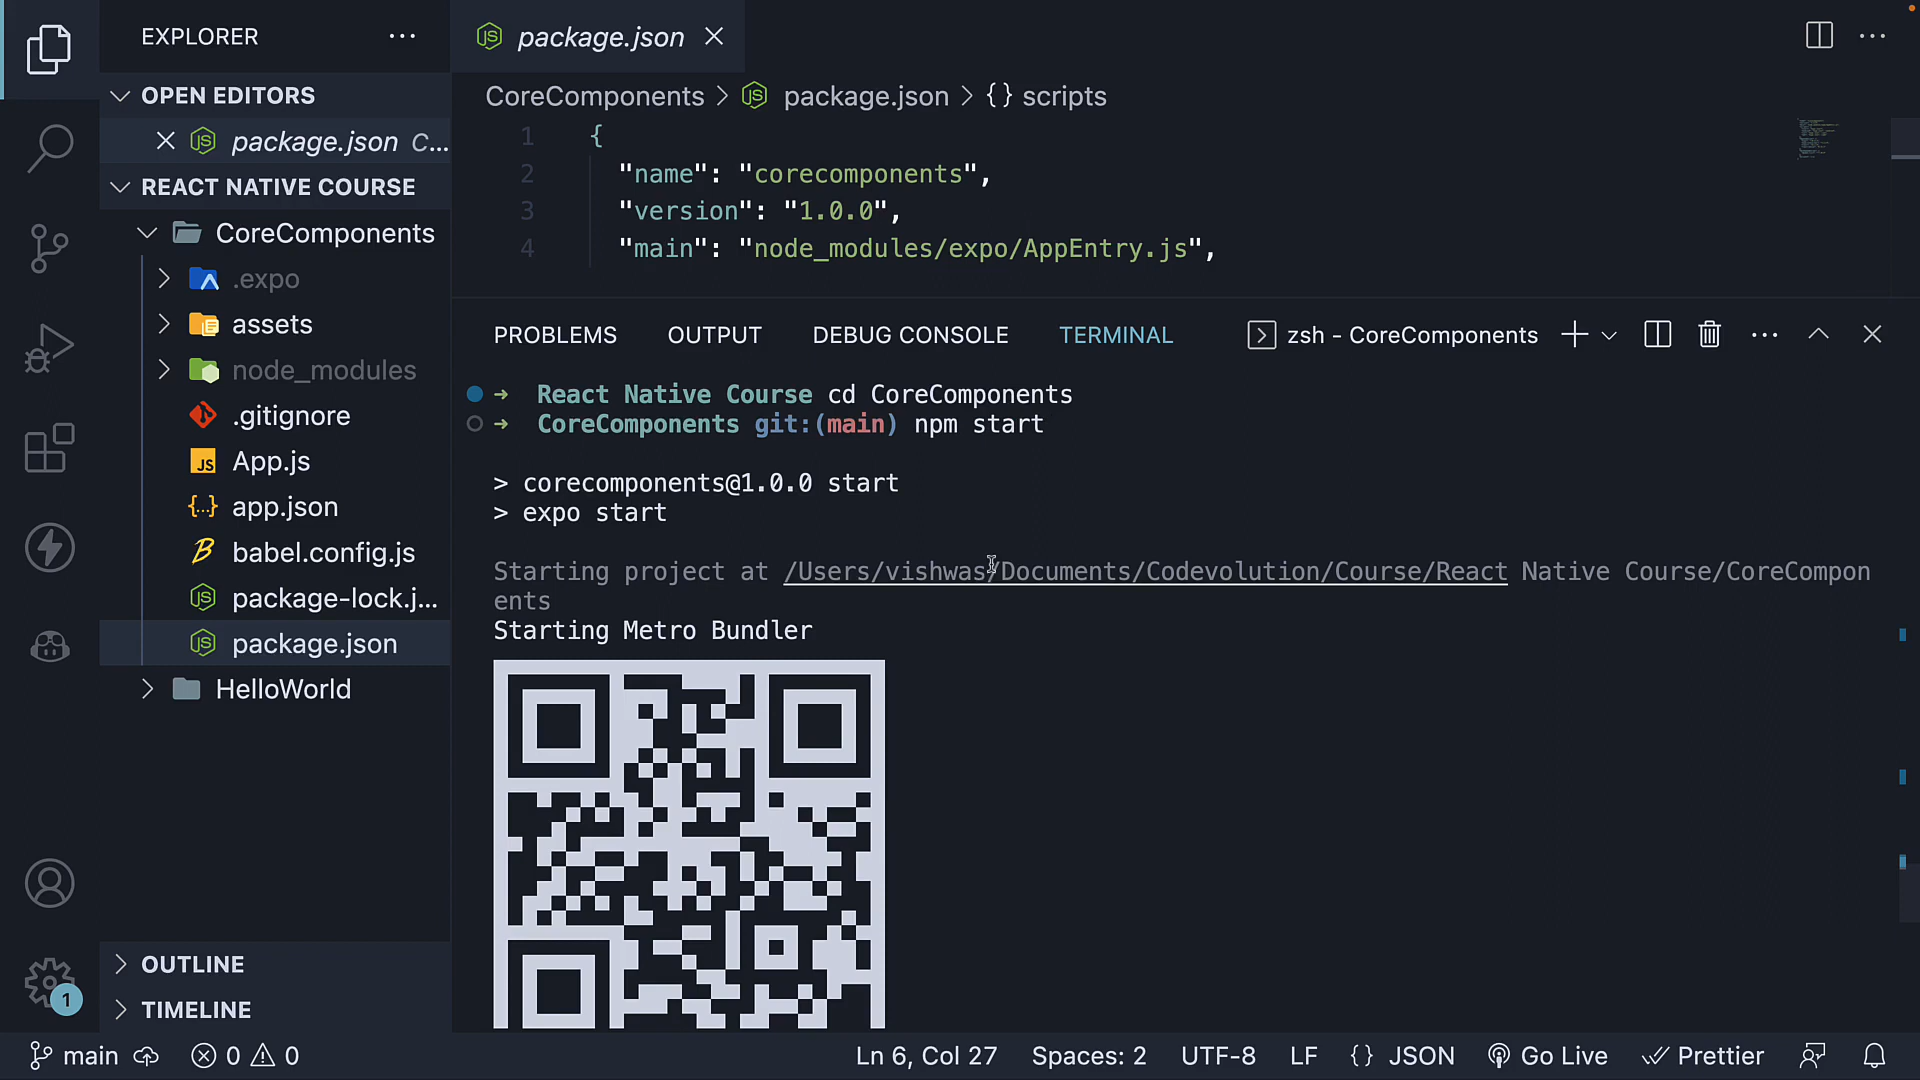 EXPLORER
package.json
OPEN EDITORS
package.json C...
REACT NATIVE COURSE
CoreComponents
.expo
assets
node_modules
.gitignore
App.js
app.json
babel.config.js
package-lock.j...
package.json
HelloWorld
OUTLINE
TIMELINE
CoreComponents > package.json > {} scripts
1 {
2 "name": "corecomponents",
3 "version": "1.0.0",
4 "main": "node_modules/expo/AppEntry.js",
PROBLEMS OUTPUT DEBUG CONSOLE TERMINAL zsh - CoreComponents
→ React Native Course cd CoreComponents
→ CoreComponents git:(main) npm start
> corecomponents@1.0.0 start
> expo start
Starting project at /Users/vishwas/Documents/Codevolution/Course/React Native Course/CoreCompon
ents
Starting Metro Bundler
1
main 0 0 Ln 6, Col 27 Spaces: 2 UTF-8 LF {} JSON Go Live Prettier